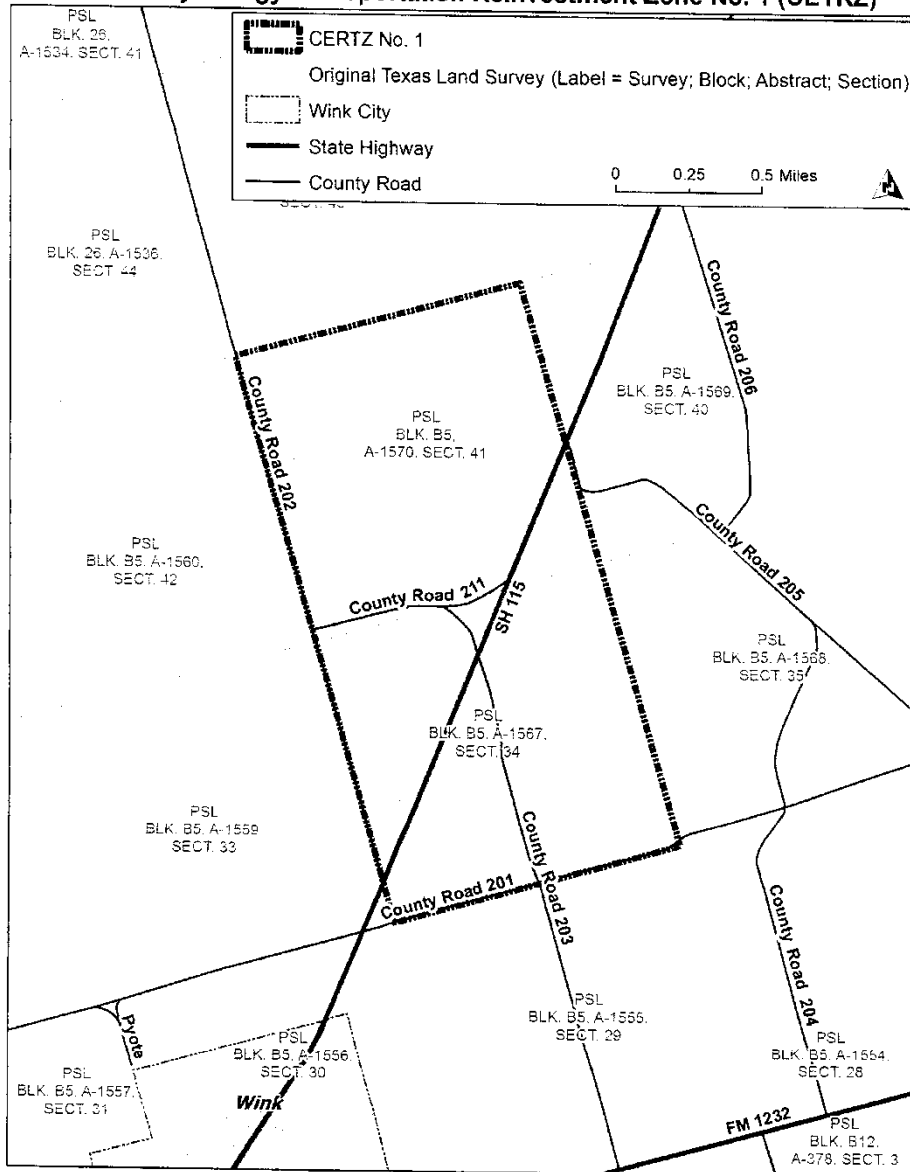 CERTZ No. 1
Original Texas Land Survey (Label = Survey; Block; Abstract; Section)
Wink City
State Highway
County Road
0 0.25 0.5 Miles
N
PSL
BLK. 26,
A-1534, SECT. 41
PSL
BLK. 26, A-1536,
SECT. 44
County Road 206
PSL
BLK. B5, A-1569,
SECT. 40
County Road 202
PSL
BLK. B5,
A-1570, SECT. 41
County Road 205
PSL
BLK. B5, A-1560,
SECT. 42
County Road 211
SH 115
PSL
BLK. B5, A-1568,
SECT. 35
PSL
BLK. B5, A-1567,
SECT. 34
PSL
BLK. B5, A-1559
SECT. 33
County Road 201
County Road 203
County Road 204
PSL
BLK. B5, A-1555,
SECT. 29
Pyote
PSL
BLK. B5, A-1556,
SECT. 30
PSL
BLK. B5, A-1554,
SECT. 28
PSL
BLK. B5, A-1557,
SECT. 31
Wink
FM 1232
PSL
BLK. B12,
A-378, SECT. 3